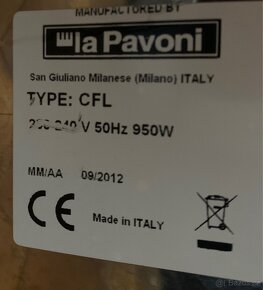 MANUFACTURED BY
la Pavoni
San Giuliano Milanese (Milano) ITALY
TYPE: CFL
V 50Hz 950W
MM/AA 09/2012
CE Made in ITALY